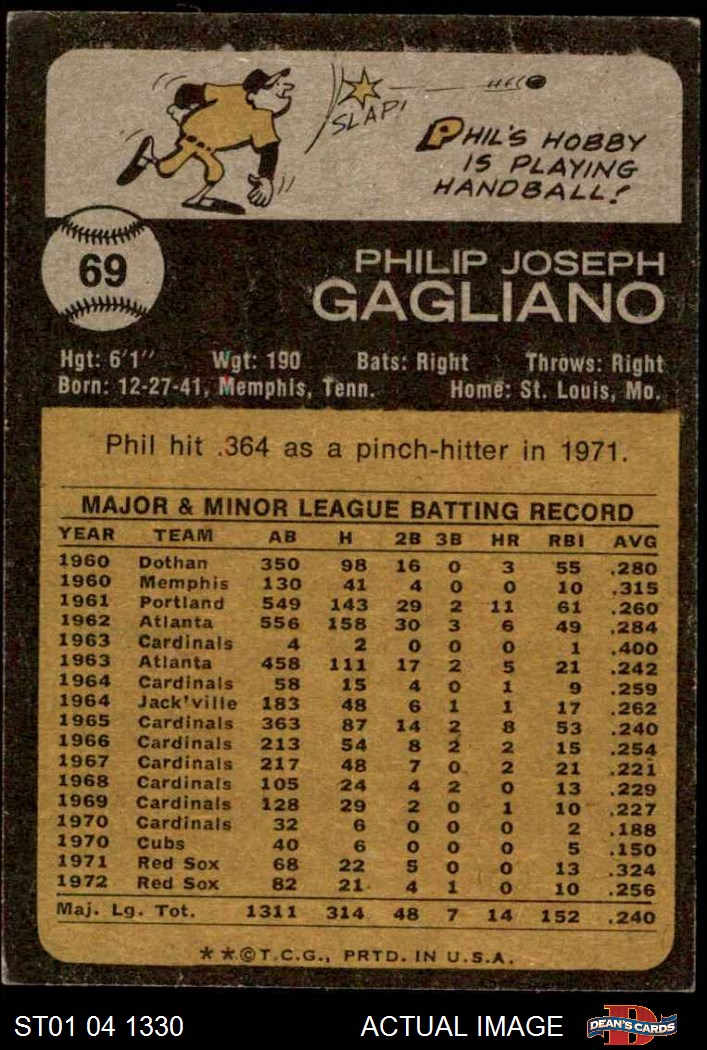 SLAP!
PHIL'S HOBBY
IS PLAYING
HANDBALL!
69
PHILIP JOSEPH
GAGLIANO
Hgt: 6'1" Wgt: 190 Bats: Right Throws: Right
Born: 12-27-41, Memphis, Tenn. Home: St. Louis, Mo.
Phil hit .364 as a pinch-hitter in 1971.
MAJOR & MINOR LEAGUE BATTING RECORD
YEAR TEAM AB H 2B 3B HR RBI AVG
1960 Dothan 350 98 16 0 3 55 .280
1960 Memphis 130 41 4 0 0 10 .315
1961 Portland 549 143 29 2 11 61 .260
1962 Atlanta 556 158 30 3 6 49 .284
1963 Cardinals 4 2 0 0 0 1 .400
1963 Atlanta 458 111 17 2 5 21 .242
1964 Cardinals 58 15 4 0 1 9 .259
1964 Jack'ville 183 48 6 1 1 17 .262
1965 Cardinals 363 87 14 2 8 53 .240
1966 Cardinals 213 54 8 2 2 15 .254
1967 Cardinals 217 48 7 0 2 21 .221
1968 Cardinals 105 24 4 2 0 13 .229
1969 Cardinals 128 29 2 0 1 10 .227
1970 Cardinals 32 6 0 0 0 2 .188
1970 Cubs 40 6 0 0 0 5 .150
1971 Red Sox 68 22 5 0 0 13 .324
1972 Red Sox 82 21 4 1 0 10 .256
Maj. Lg. Tot. 1311 314 48 7 14 152 .240
**©T.C.G., PRTD. IN U.S.A.
ST01 04 1330 ACTUAL IMAGE D DEAN'S CARDS